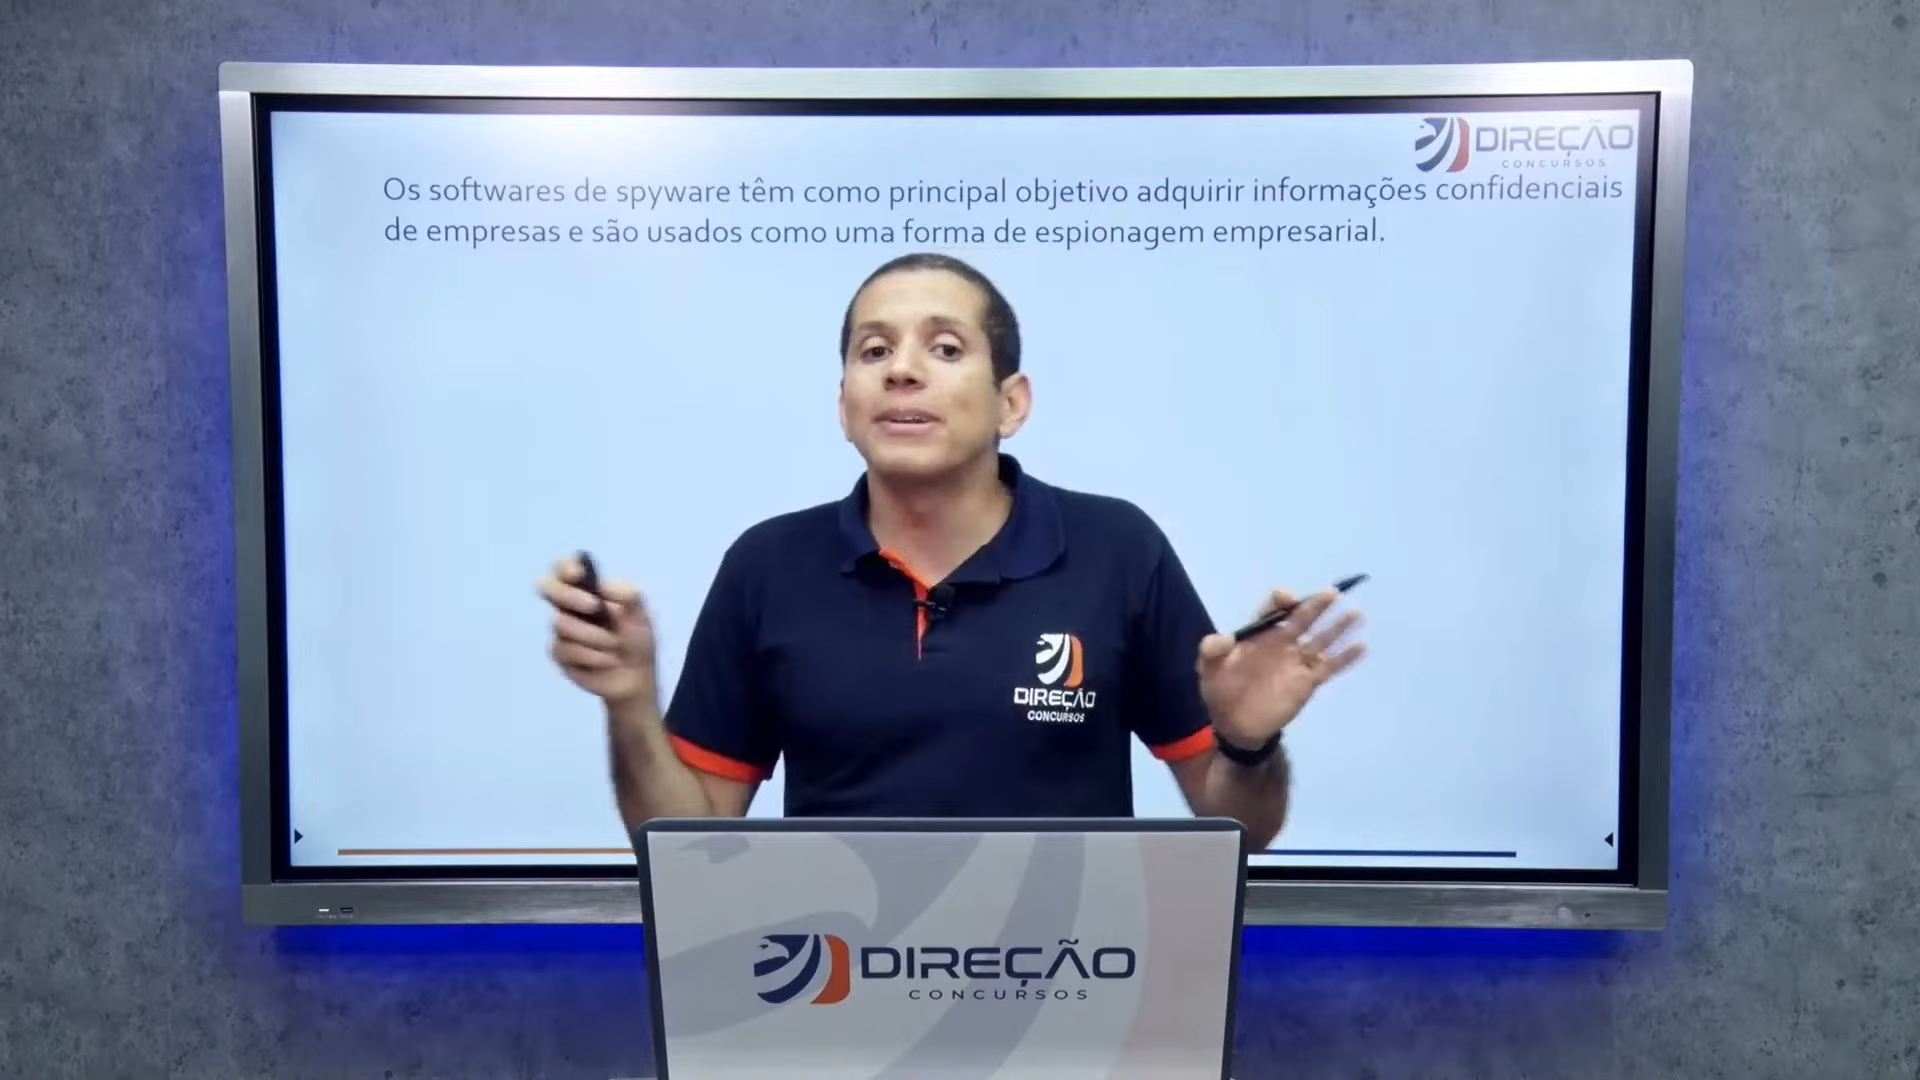 DIREÇÃO
CONCURSOS
Os softwares de spyware têm como principal objetivo adquirir informações confidenciais
de empresas e são usados como uma forma de espionagem empresarial.
DIREÇÃO
CONCURSOS
DIREÇÃO
CONCURSOS